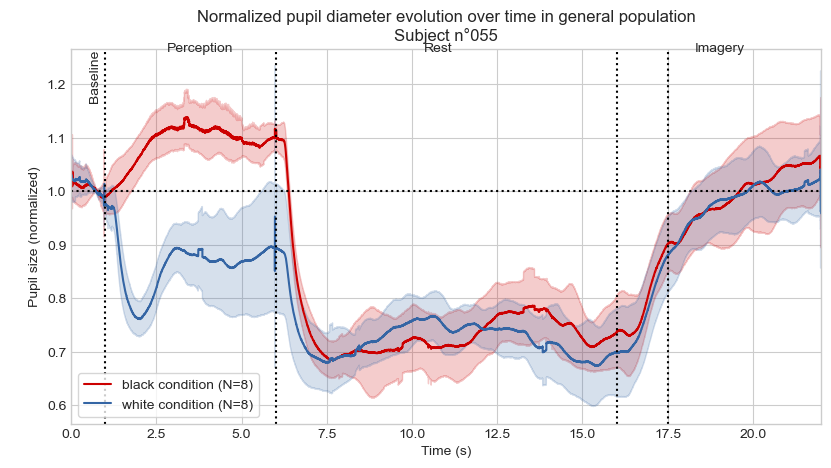 Normalized pupil diameter evolution over time in general population
Subject n°055
Perception
Rest
Imagery
Baseline
Pupil size (normalized)
1.2
1.1
1.0
0.9
0.8
0.7
0.6
black condition (N=8)
white condition (N=8)
0.0 2.5 5.0 7.5 10.0 12.5 15.0 17.5 20.0
Time (s)